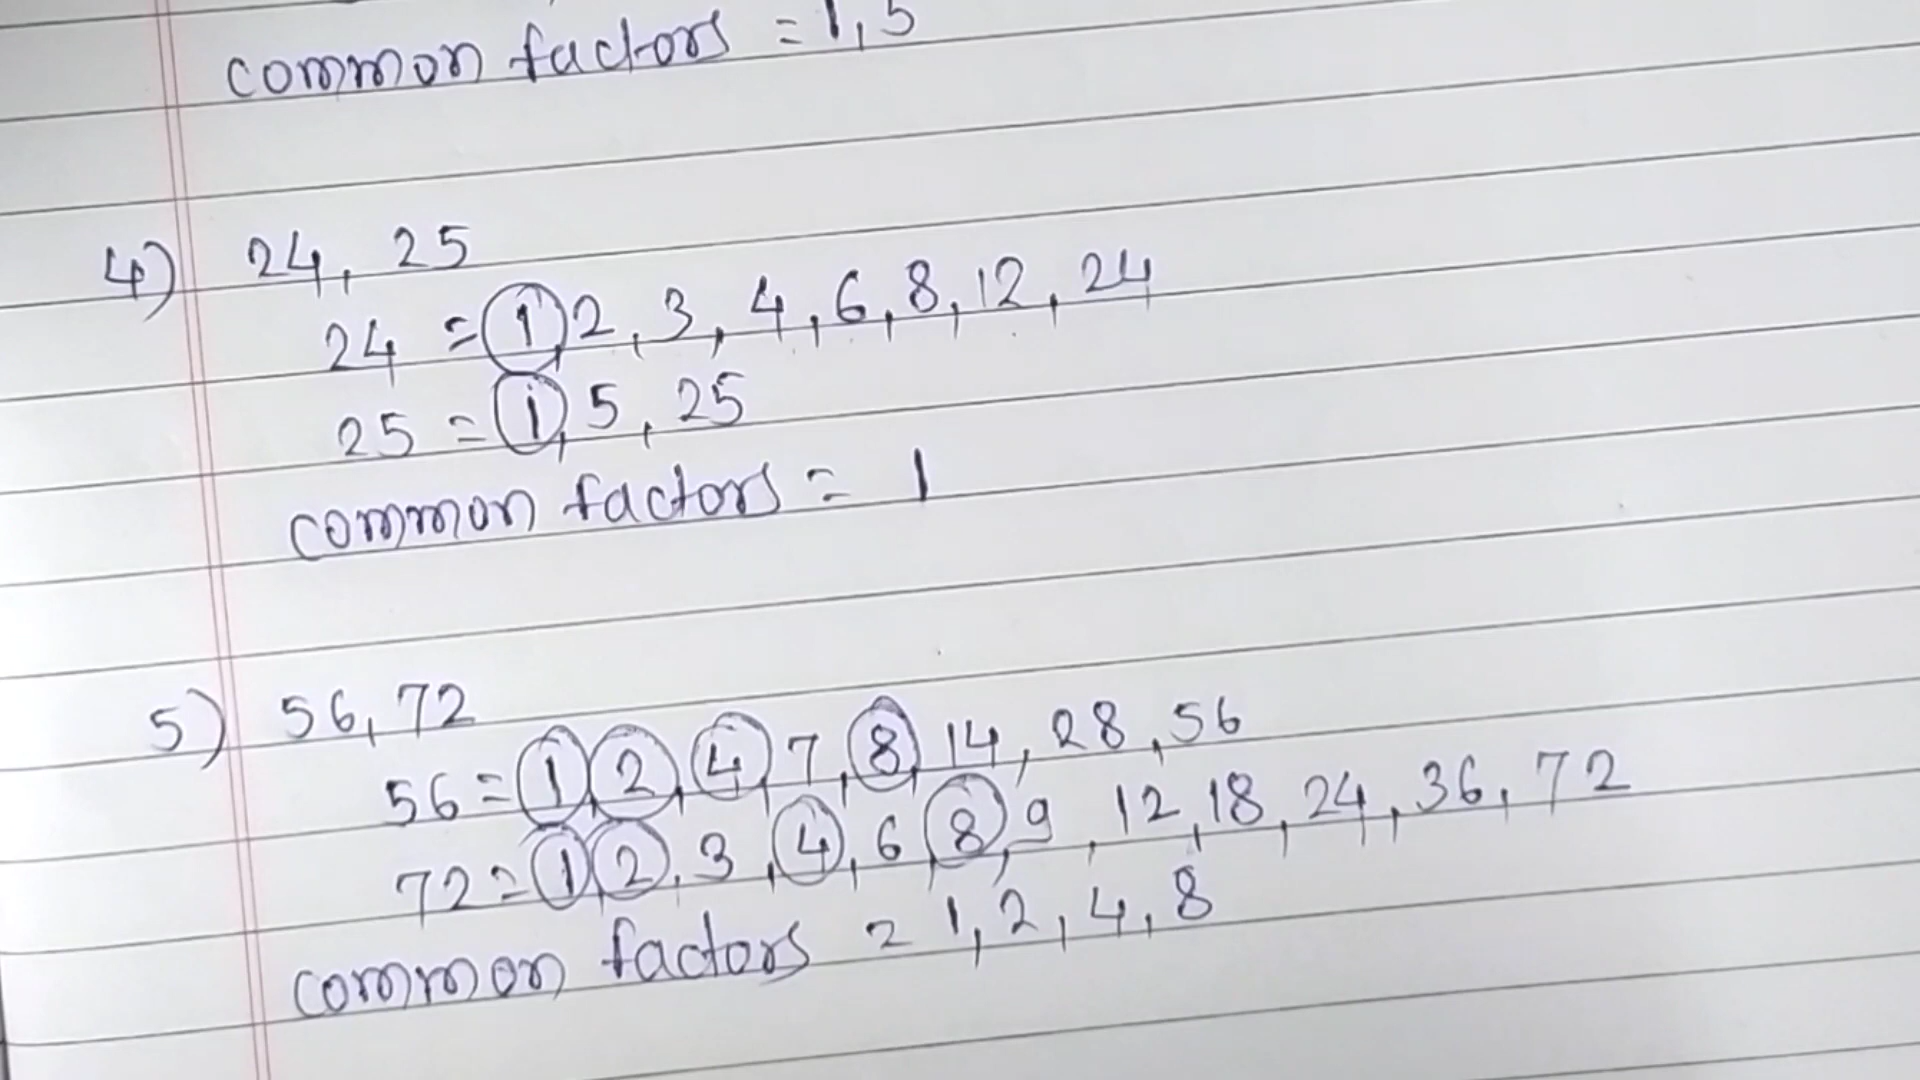 common factors = 1, 5
4) 24, 25
24 = 1, 2, 3, 4, 6, 8, 12, 24
25 = 1, 5, 25
common factors = 1
5) 56, 72
56 = 1, 2, 4, 7, 8, 14, 28, 56
72 = 1, 2, 3, 4, 6, 8, 9, 12, 18, 24, 36, 72
common factors = 1, 2, 4, 8